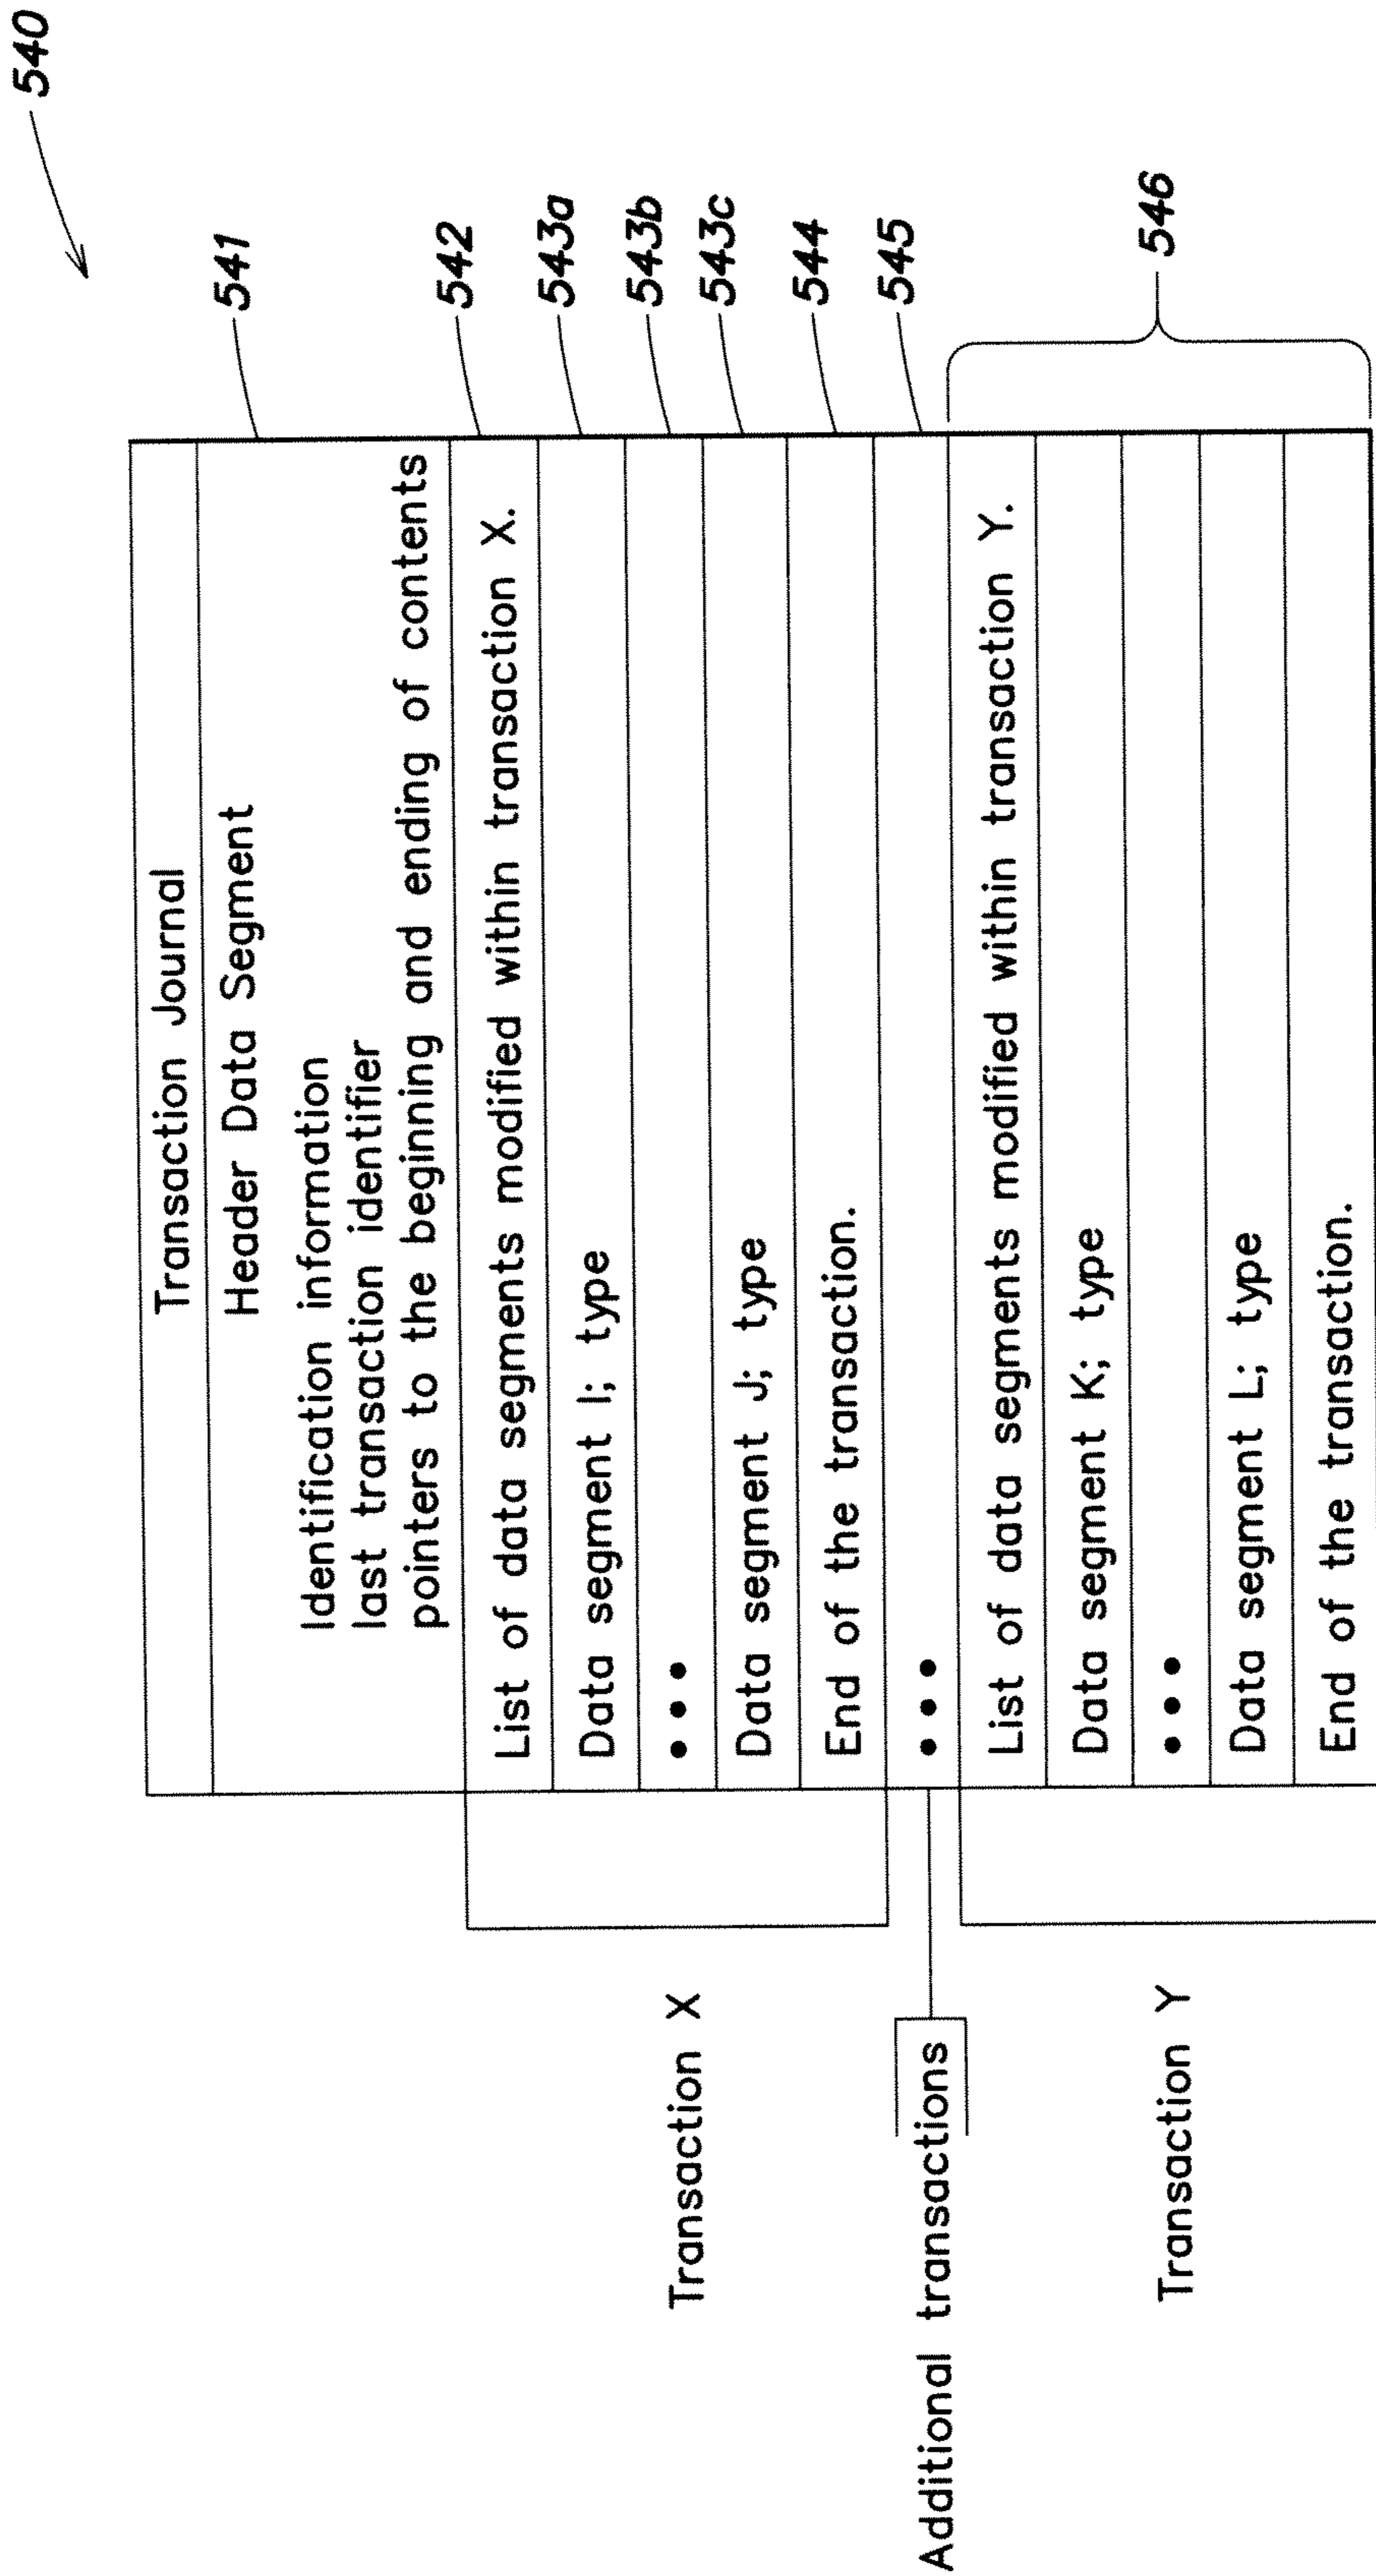 540
Transaction Journal
Header Data Segment
541
Identification information
last transaction identifier
pointers to the beginning and ending of contents
List of data segments modified within transaction X.
542
Data segment I; type
543a
•••
543b
Transaction X
Data segment J; type
543c
End of the transaction.
544
Additional transactions
•••
545
List of data segments modified within transaction Y.
Data segment K; type
Transaction Y
•••
546
Data segment L; type
End of the transaction.